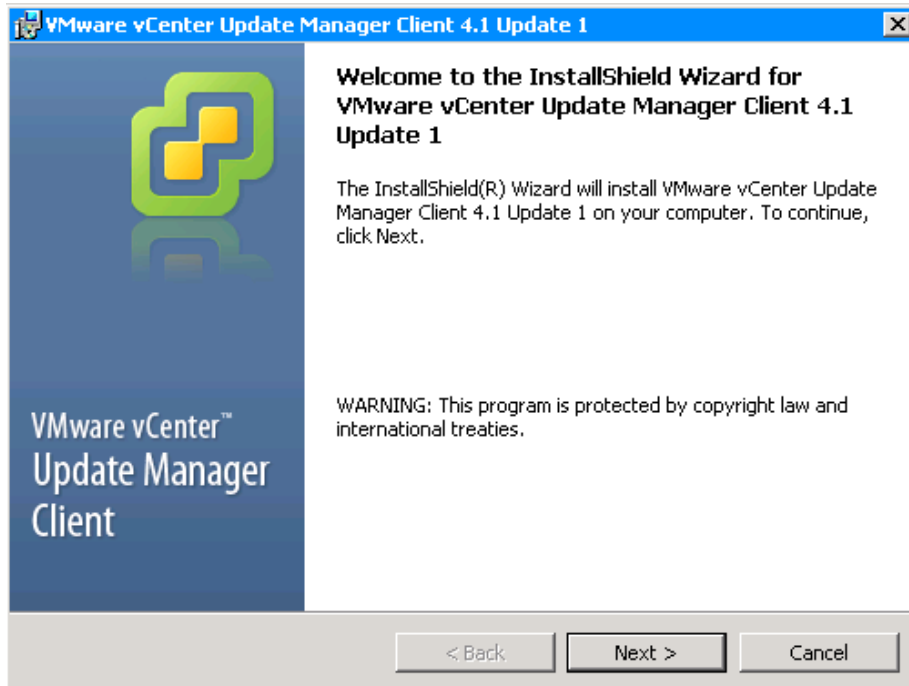 VMware vCenter Update Manager Client 4.1 Update 1
Welcome to the InstallShield Wizard for
VMware vCenter Update Manager Client 4.1
Update 1
The InstallShield(R) Wizard will install VMware vCenter Update
Manager Client 4.1 Update 1 on your computer. To continue,
click Next.
WARNING: This program is protected by copyright law and
international treaties.
VMware vCenter™
Update Manager
Client
< Back
Next >
Cancel